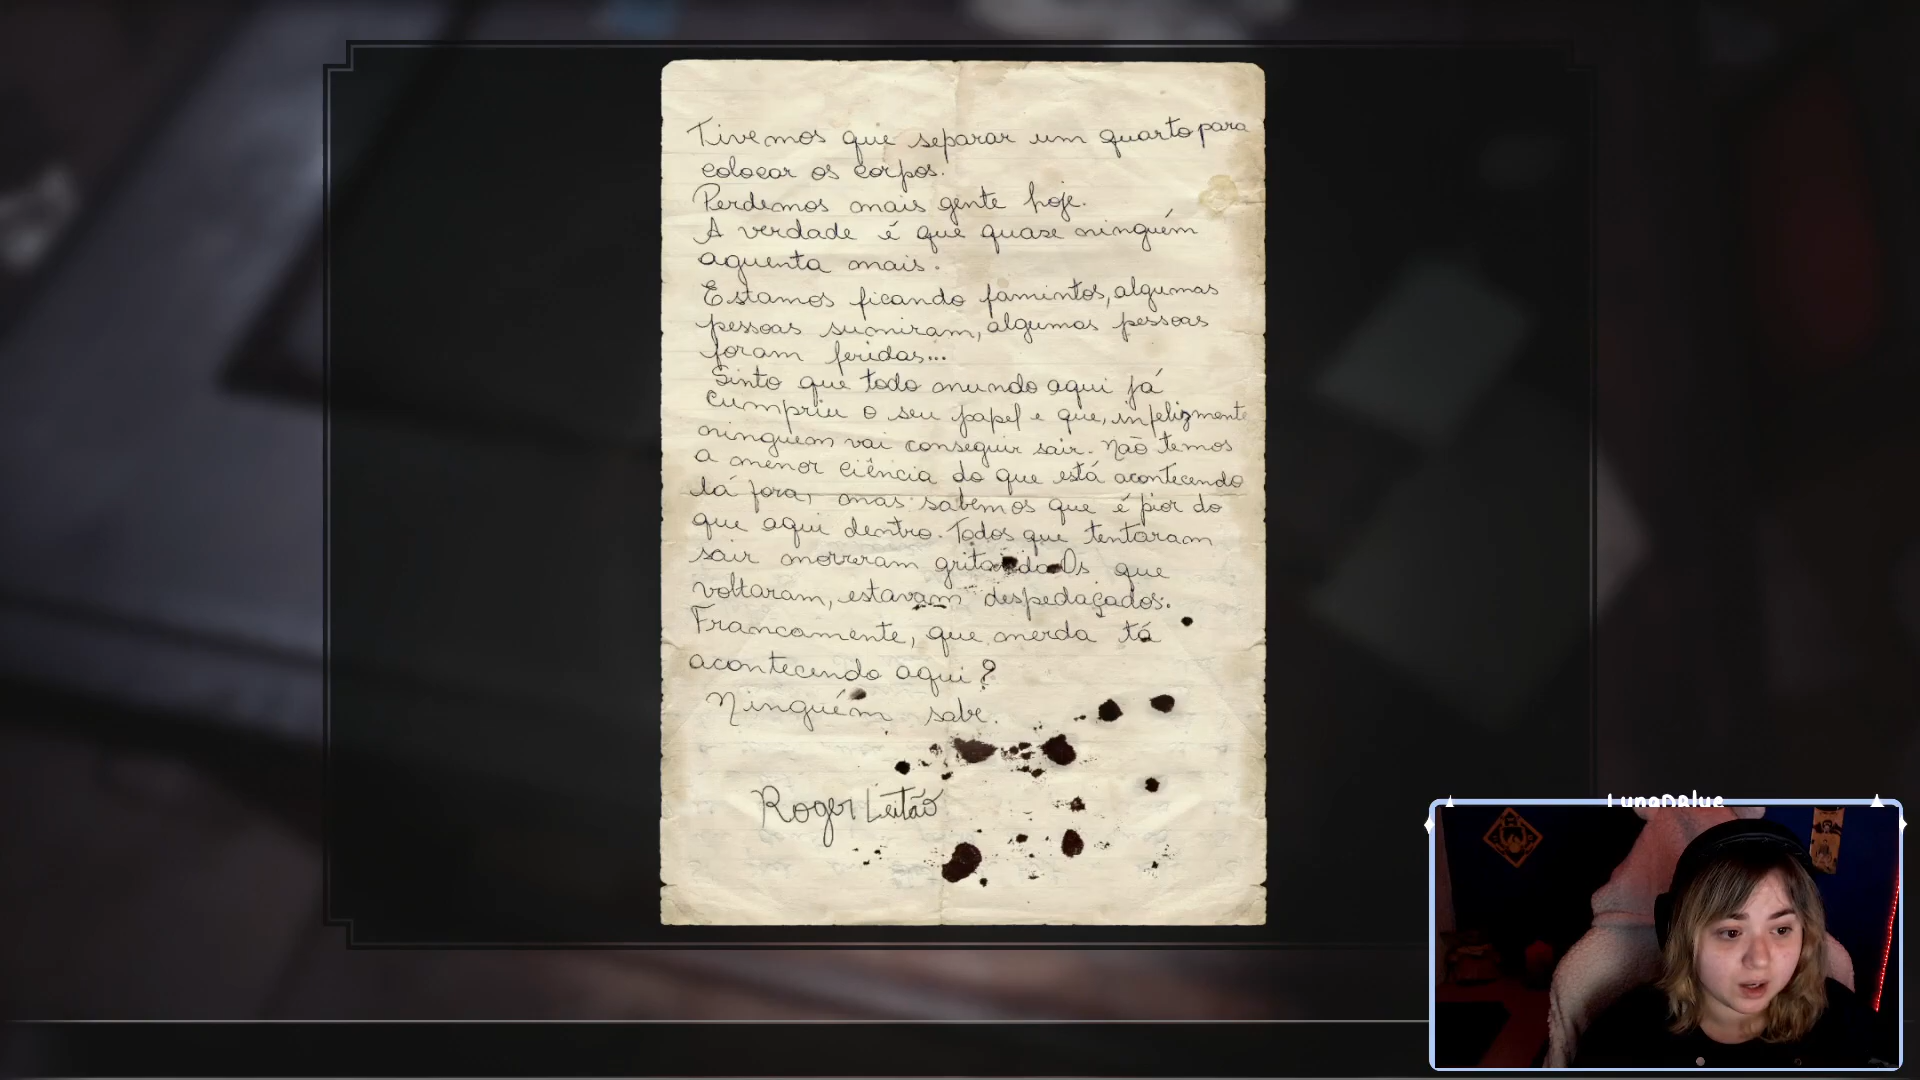 Tivemos que separar um quarto para
colocar os corpos.
Perdemos mais gente hoje.
A verdade é que quase ninguém
aguenta mais.
Estamos ficando famintos, algumas
pessoas sumiram, algumas pessoas
foram feridas...
Sinto que todo mundo aqui já
cumpriu o seu papel e que, infelizmente
ninguém vai conseguir sair. Não temos
a menor ciência do que está acontecendo
lá fora, mas sabemos que é pior do
que aqui dentro. Todos que tentaram
sair morreram gritando. Os que
voltaram, estavam despedaçados.
Francamente, que merda tá
acontecendo aqui?
Ninguém sabe.
Roger Leitão